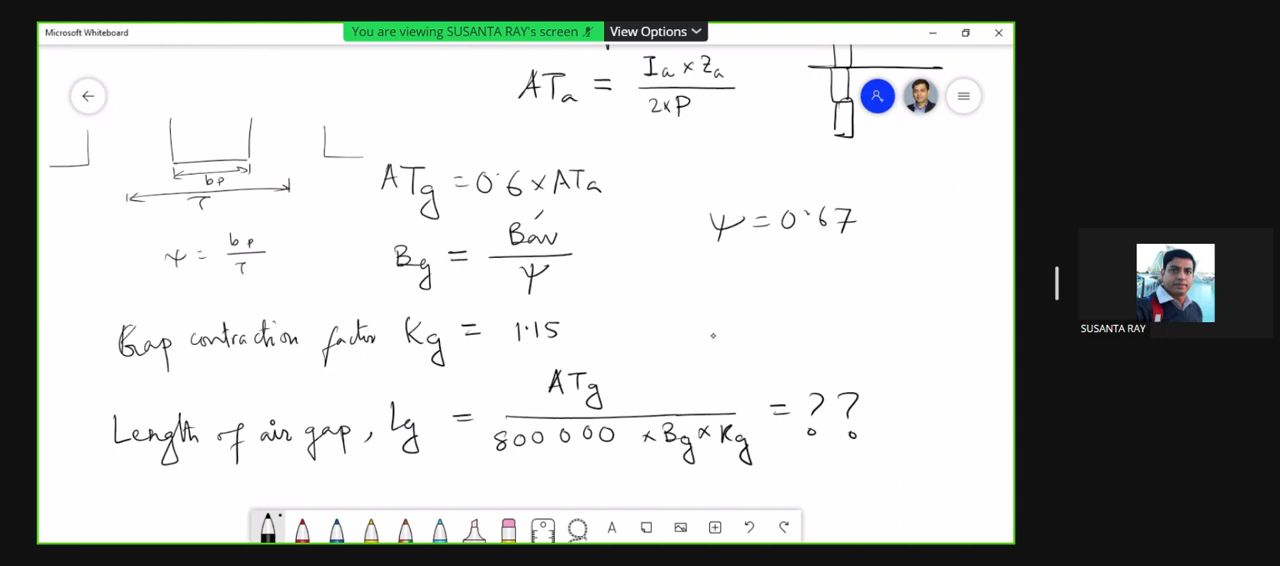 Microsoft Whiteboard
You are viewing SUSANTA RAY's screen
View Options
ATa = Ia × Za / 2×P
bp
τ
ATg = 0.6 × ATa
ψ = bp / τ
Bg = Bav / ψ
ψ = 0.67
Gap contraction factor Kg = 1.15
Length of air gap, Lg = ATg / 800 000 × Bg × Kg = ??
SUSANTA RAY
A